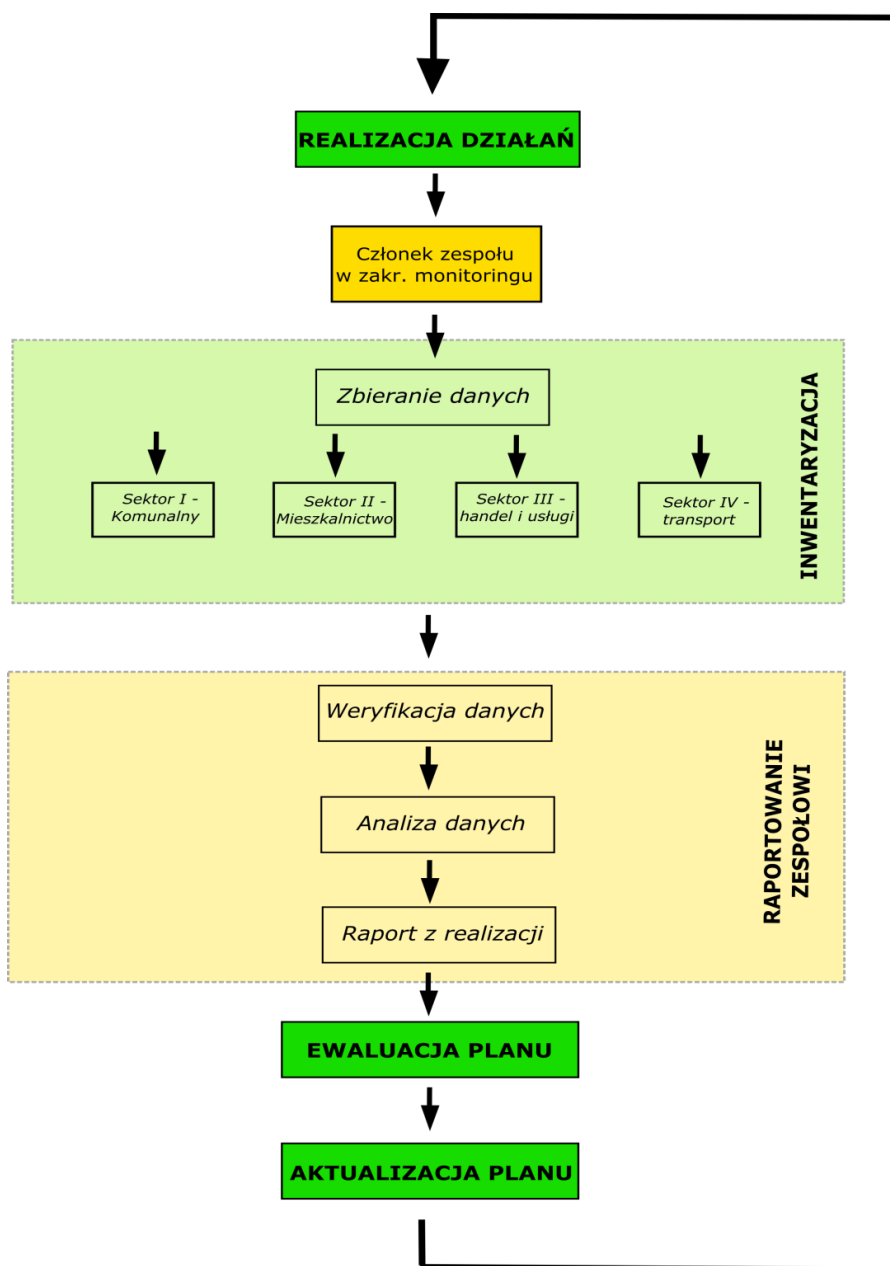 REALIZACJA DZIAŁAŃ
Członek zespołu
w zakr. monitoringu
Zbieranie danych
Sektor I -
Komunalny
Sektor II -
Mieszkalnictwo
Sektor III -
handel i usługi
Sektor IV -
transport
INWENTARYZACJA
Weryfikacja danych
Analiza danych
Raport z realizacji
RAPORTOWANIE
ZESPOŁOWI
EWALUACJA PLANU
AKTUALIZACJA PLANU